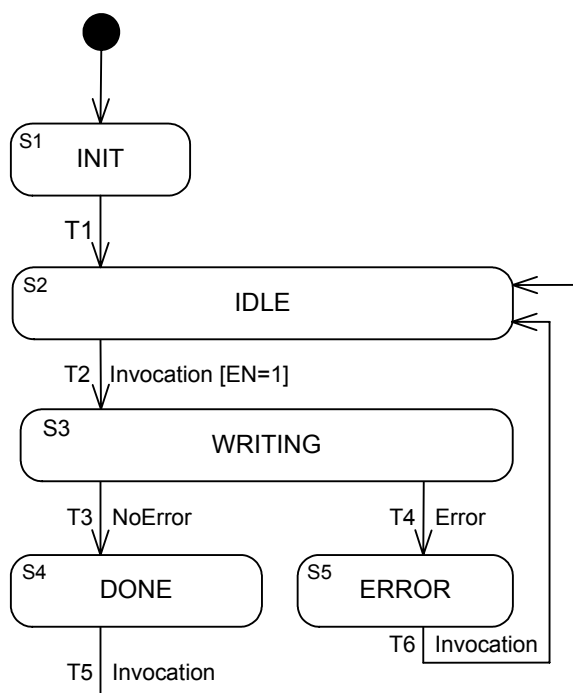 S1
INIT
T1
S2
IDLE
T2 Invocation [EN=1]
S3
WRITING
T3 NoError
T4 Error
S4
DONE
S5
ERROR
T6 Invocation
T5 Invocation